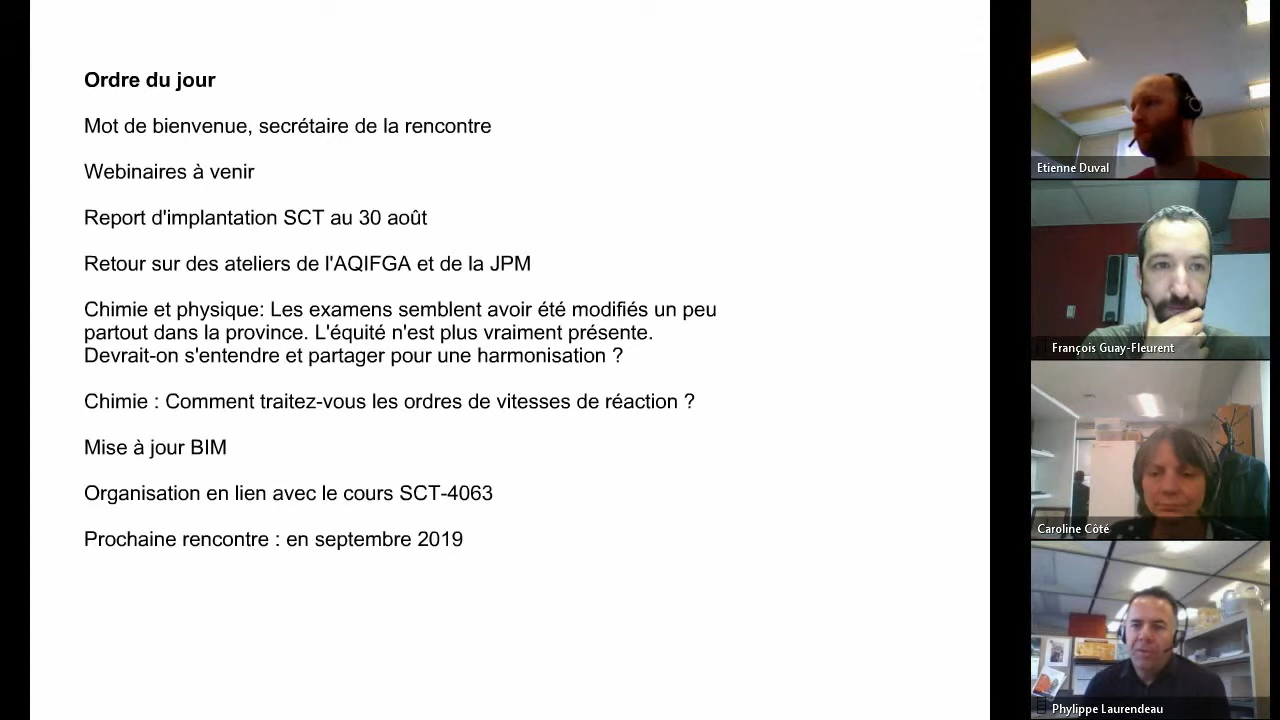 Ordre du jour
Mot de bienvenue, secrétaire de la rencontre
Webinaires à venir
Report d'implantation SCT au 30 août
Retour sur des ateliers de l'AQIFGA et de la JPM
Chimie et physique: Les examens semblent avoir été modifiés un peu
partout dans la province. L'équité n'est plus vraiment présente.
Devrait-on s'entendre et partager pour une harmonisation ?
Chimie : Comment traitez-vous les ordres de vitesses de réaction ?
Mise à jour BIM
Organisation en lien avec le cours SCT-4063
Prochaine rencontre : en septembre 2019
Etienne Duval
François Guay-Fleurent
Caroline Côté
Phylippe Laurendeau